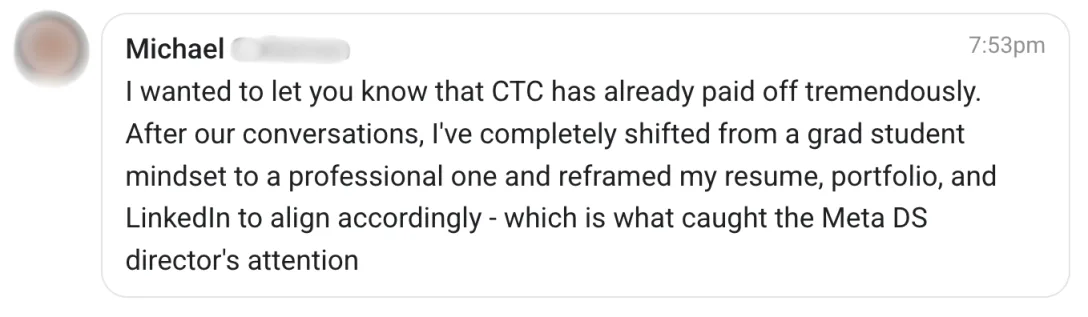 Michael
7:53pm
I wanted to let you know that CTC has already paid off tremendously.
After our conversations, I've completely shifted from a grad student
mindset to a professional one and reframed my resume, portfolio, and
LinkedIn to align accordingly - which is what caught the Meta DS
director's attention